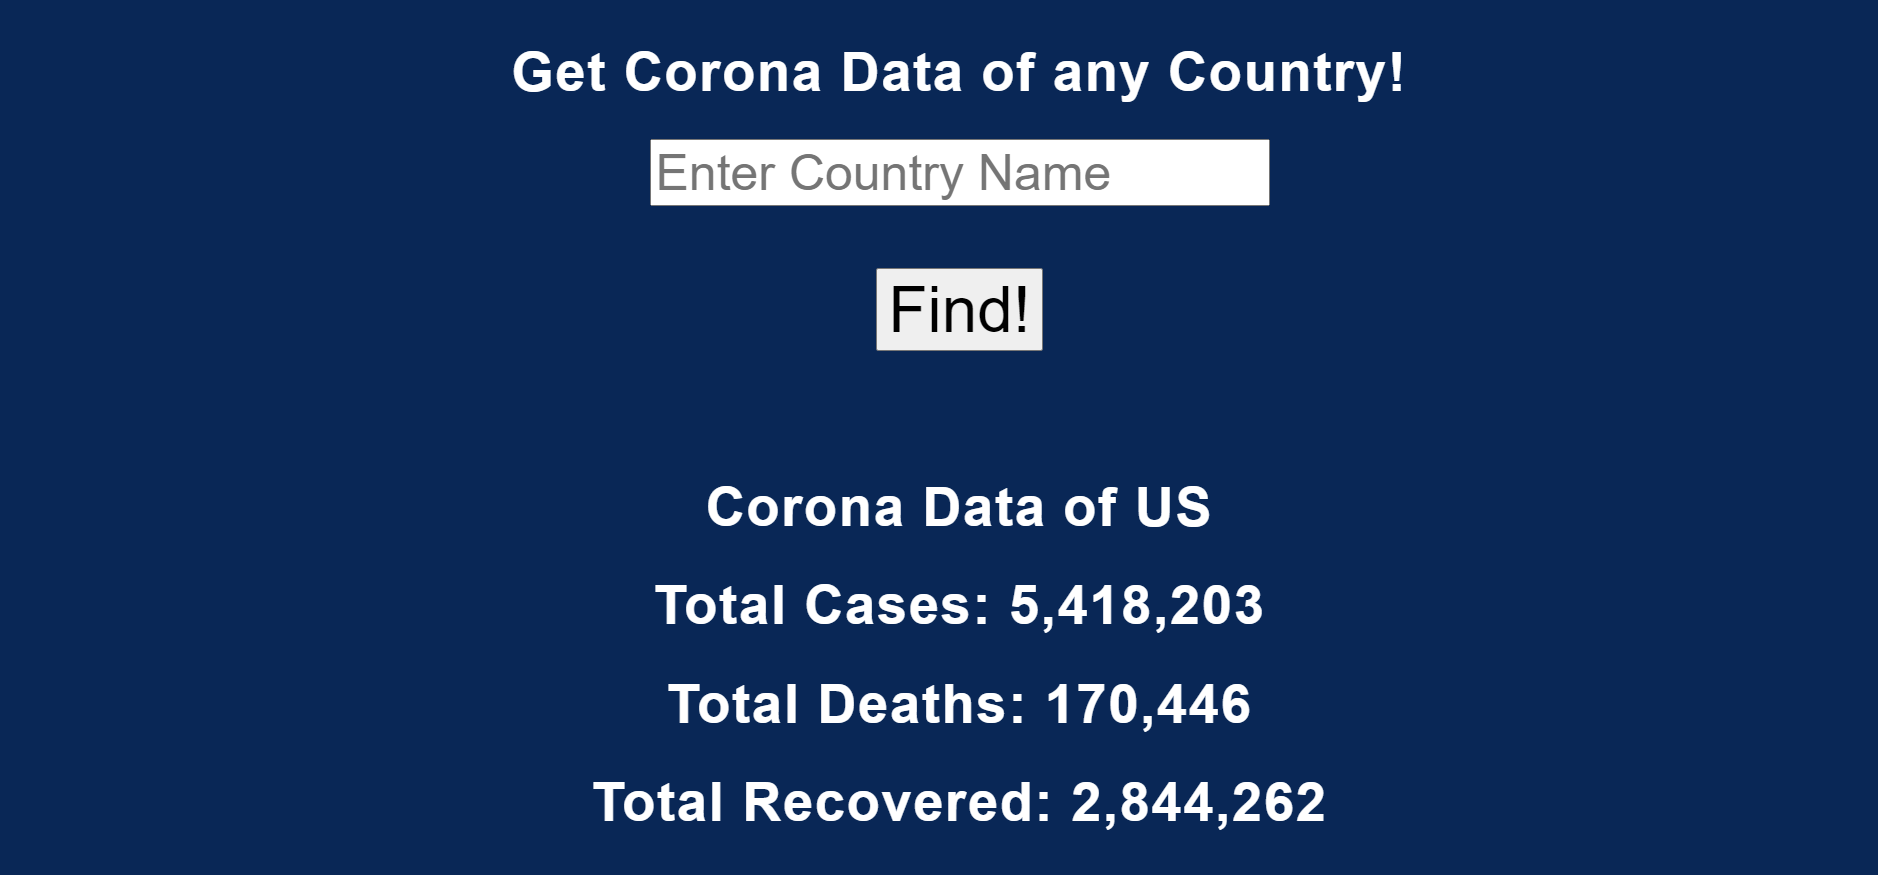 Get Corona Data of any Country!
Enter Country Name
Find!
Corona Data of US
Total Cases: 5,418,203
Total Deaths: 170,446
Total Recovered: 2,844,262